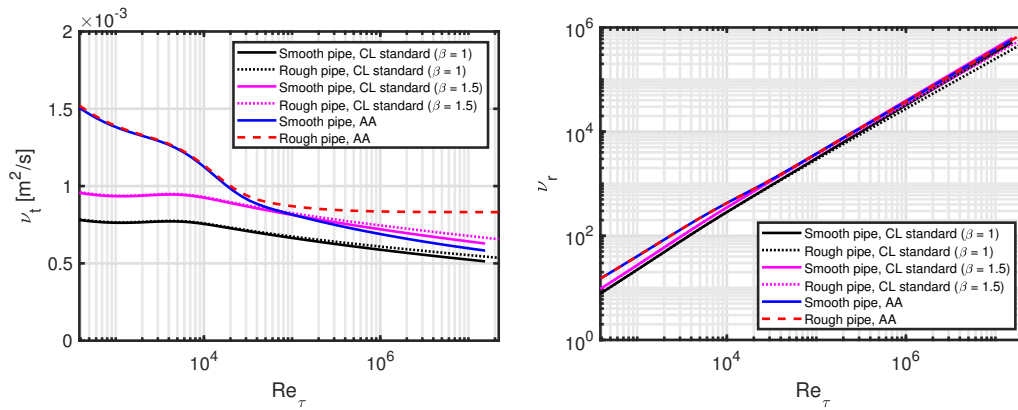 ×10⁻³
2
1.5
1
0.5
0
ν_t [m²/s]
10⁴
10⁶
Re_τ
Smooth pipe, CL standard (β = 1)
Rough pipe, CL standard (β = 1)
Smooth pipe, CL standard (β = 1.5)
Rough pipe, CL standard (β = 1.5)
Smooth pipe, AA
Rough pipe, AA
10⁶
10⁴
10²
10⁰
ν_r
10⁴
10⁶
Re_τ
Smooth pipe, CL standard (β = 1)
Rough pipe, CL standard (β = 1)
Smooth pipe, CL standard (β = 1.5)
Rough pipe, CL standard (β = 1.5)
Smooth pipe, AA
Rough pipe, AA